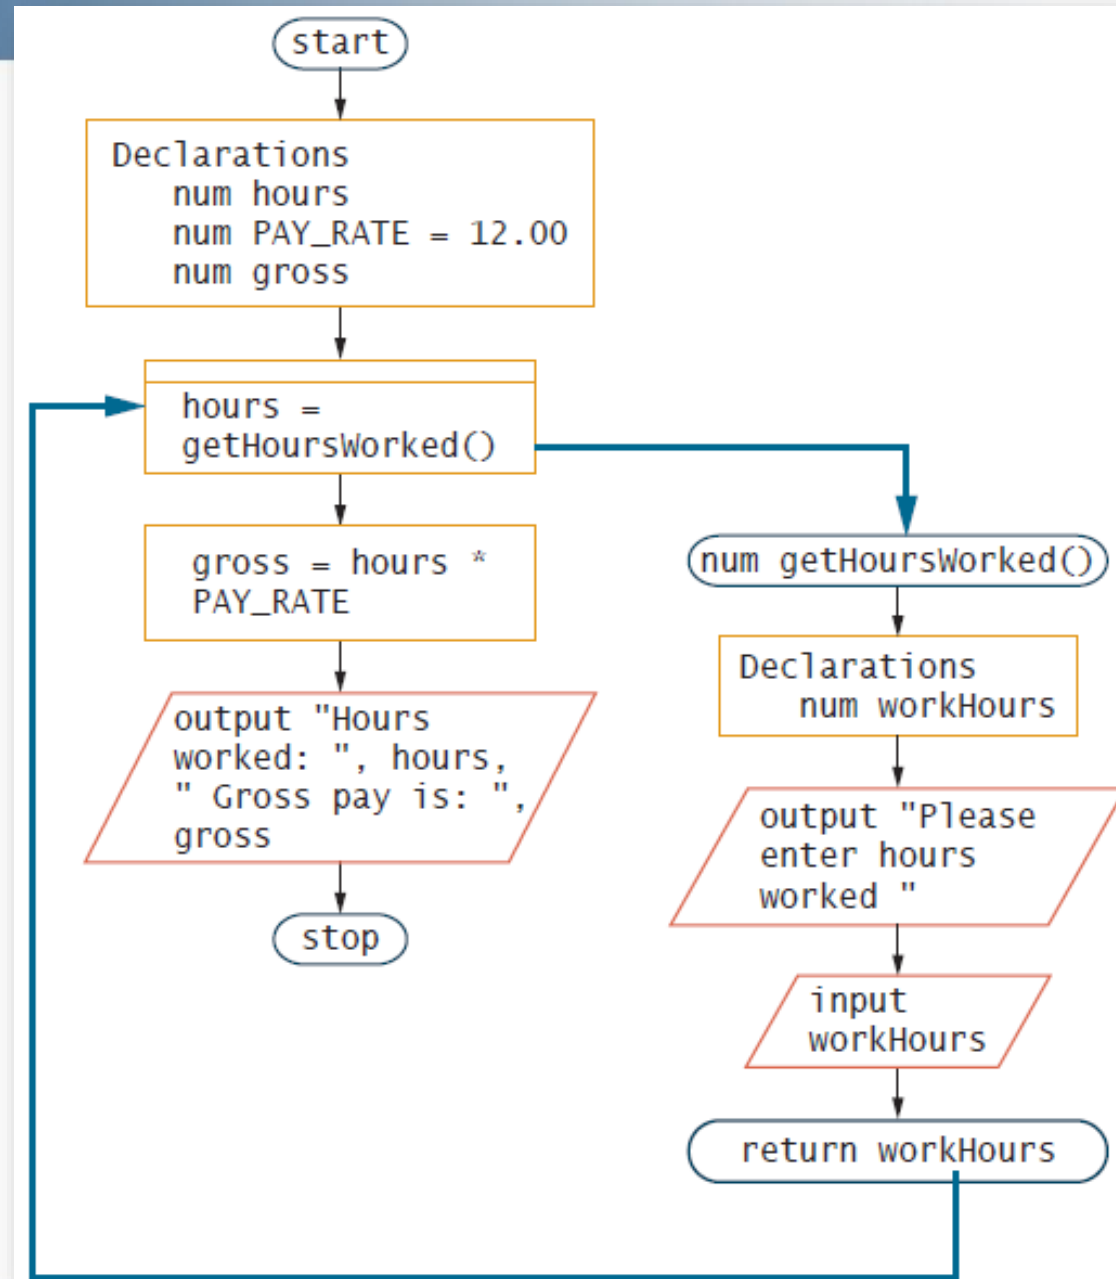 start
Declarations
num hours
num PAY_RATE = 12.00
num gross
hours =
getHoursWorked()
gross = hours *
PAY_RATE
output "Hours
worked: ", hours,
" Gross pay is: ",
gross
stop
num getHoursWorked()
Declarations
num workHours
output "Please
enter hours
worked "
input
workHours
return workHours